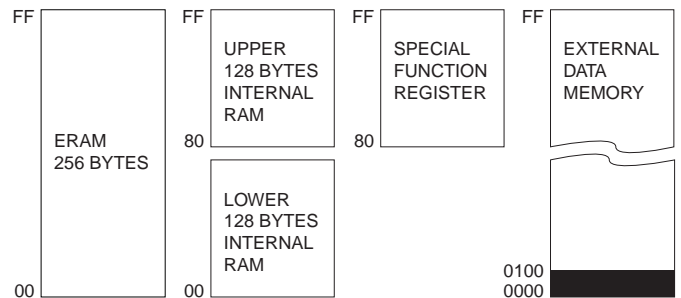 FF
ERAM
256 BYTES
00
FF
UPPER
128 BYTES
INTERNAL
RAM
80
LOWER
128 BYTES
INTERNAL
RAM
00
FF
SPECIAL
FUNCTION
REGISTER
80
FF
EXTERNAL
DATA
MEMORY
0100
0000